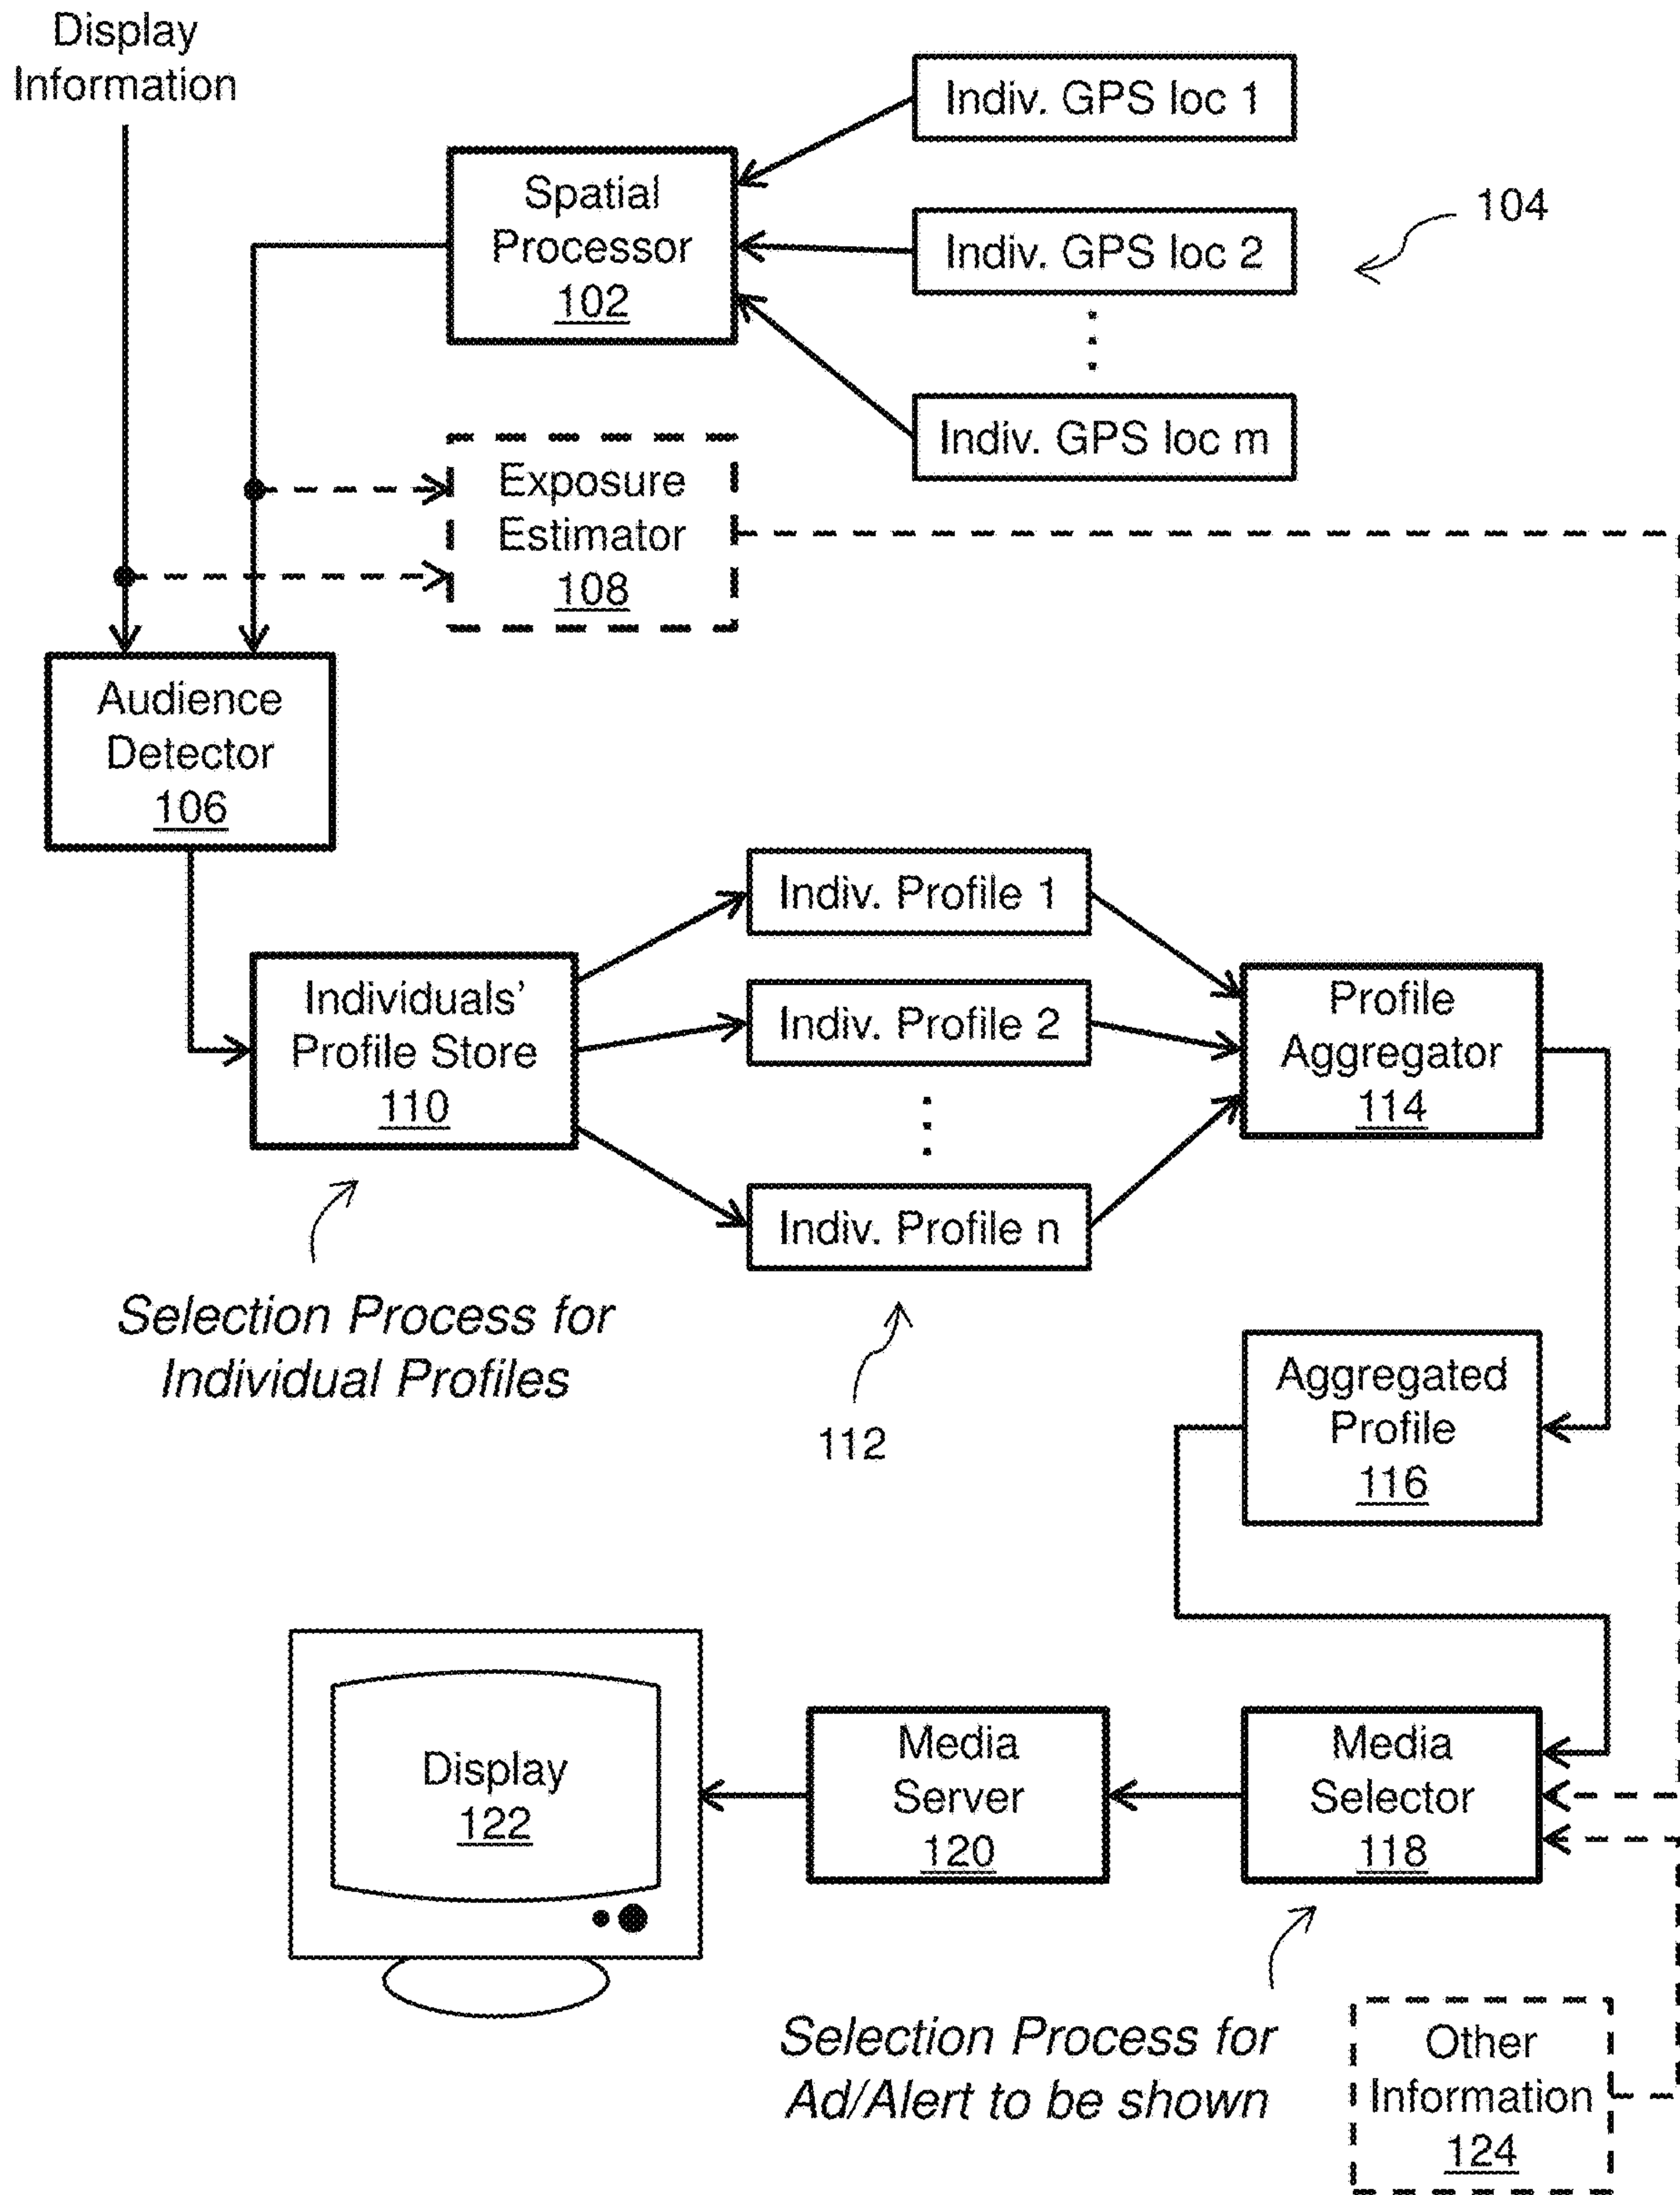 Display
Information
Indiv. GPS loc 1
Spatial
Processor
102
Indiv. GPS loc 2
104
Indiv. GPS loc m
Exposure
Estimator
108
Audience
Detector
106
Indiv. Profile 1
Individuals'
Profile Store
110
Indiv. Profile 2
Profile
Aggregator
114
Indiv. Profile n
Selection Process for
Individual Profiles
112
Aggregated
Profile
116
Display
122
Media
Server
120
Media
Selector
118
Selection Process for
Ad/Alert to be shown
Other
Information
124